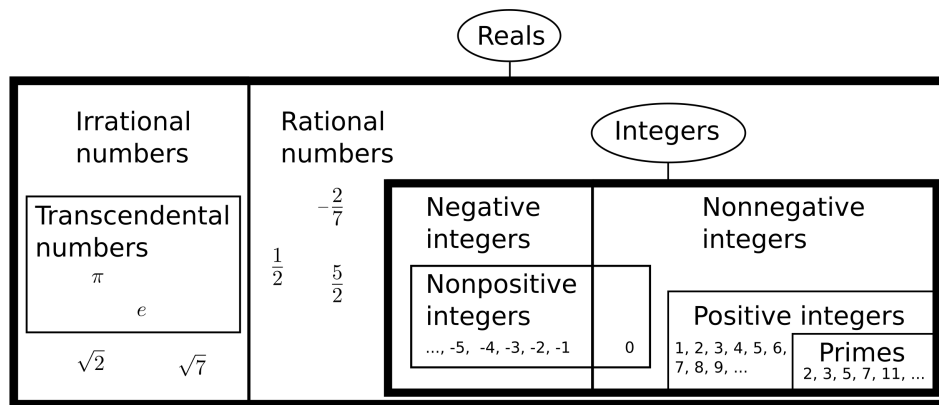 Reals
Irrational
numbers
Transcendental
numbers
π
e
√2
√7
Rational
numbers
-2/7
1/2
5/2
Integers
Negative
integers
Nonnegative
integers
Nonpositive
integers
..., -5, -4, -3, -2, -1
0
Positive integers
1, 2, 3, 4, 5, 6,
7, 8, 9, ...
Primes
2, 3, 5, 7, 11, ...